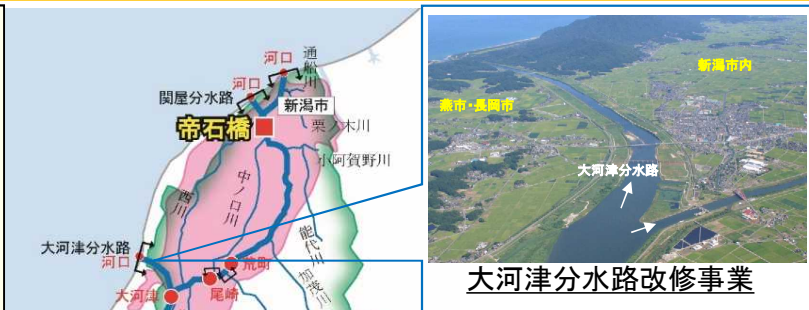 河口
通船川
河口
関屋分水路
新潟市
帝石橋
栗ノ木川
小阿賀野川
中ノ口川
西川
大河津分水路
河口
能代川
荒町
加茂川
大河津
尾崎
新潟市内
燕市・長岡市
大河津分水路
大河津分水路改修事業